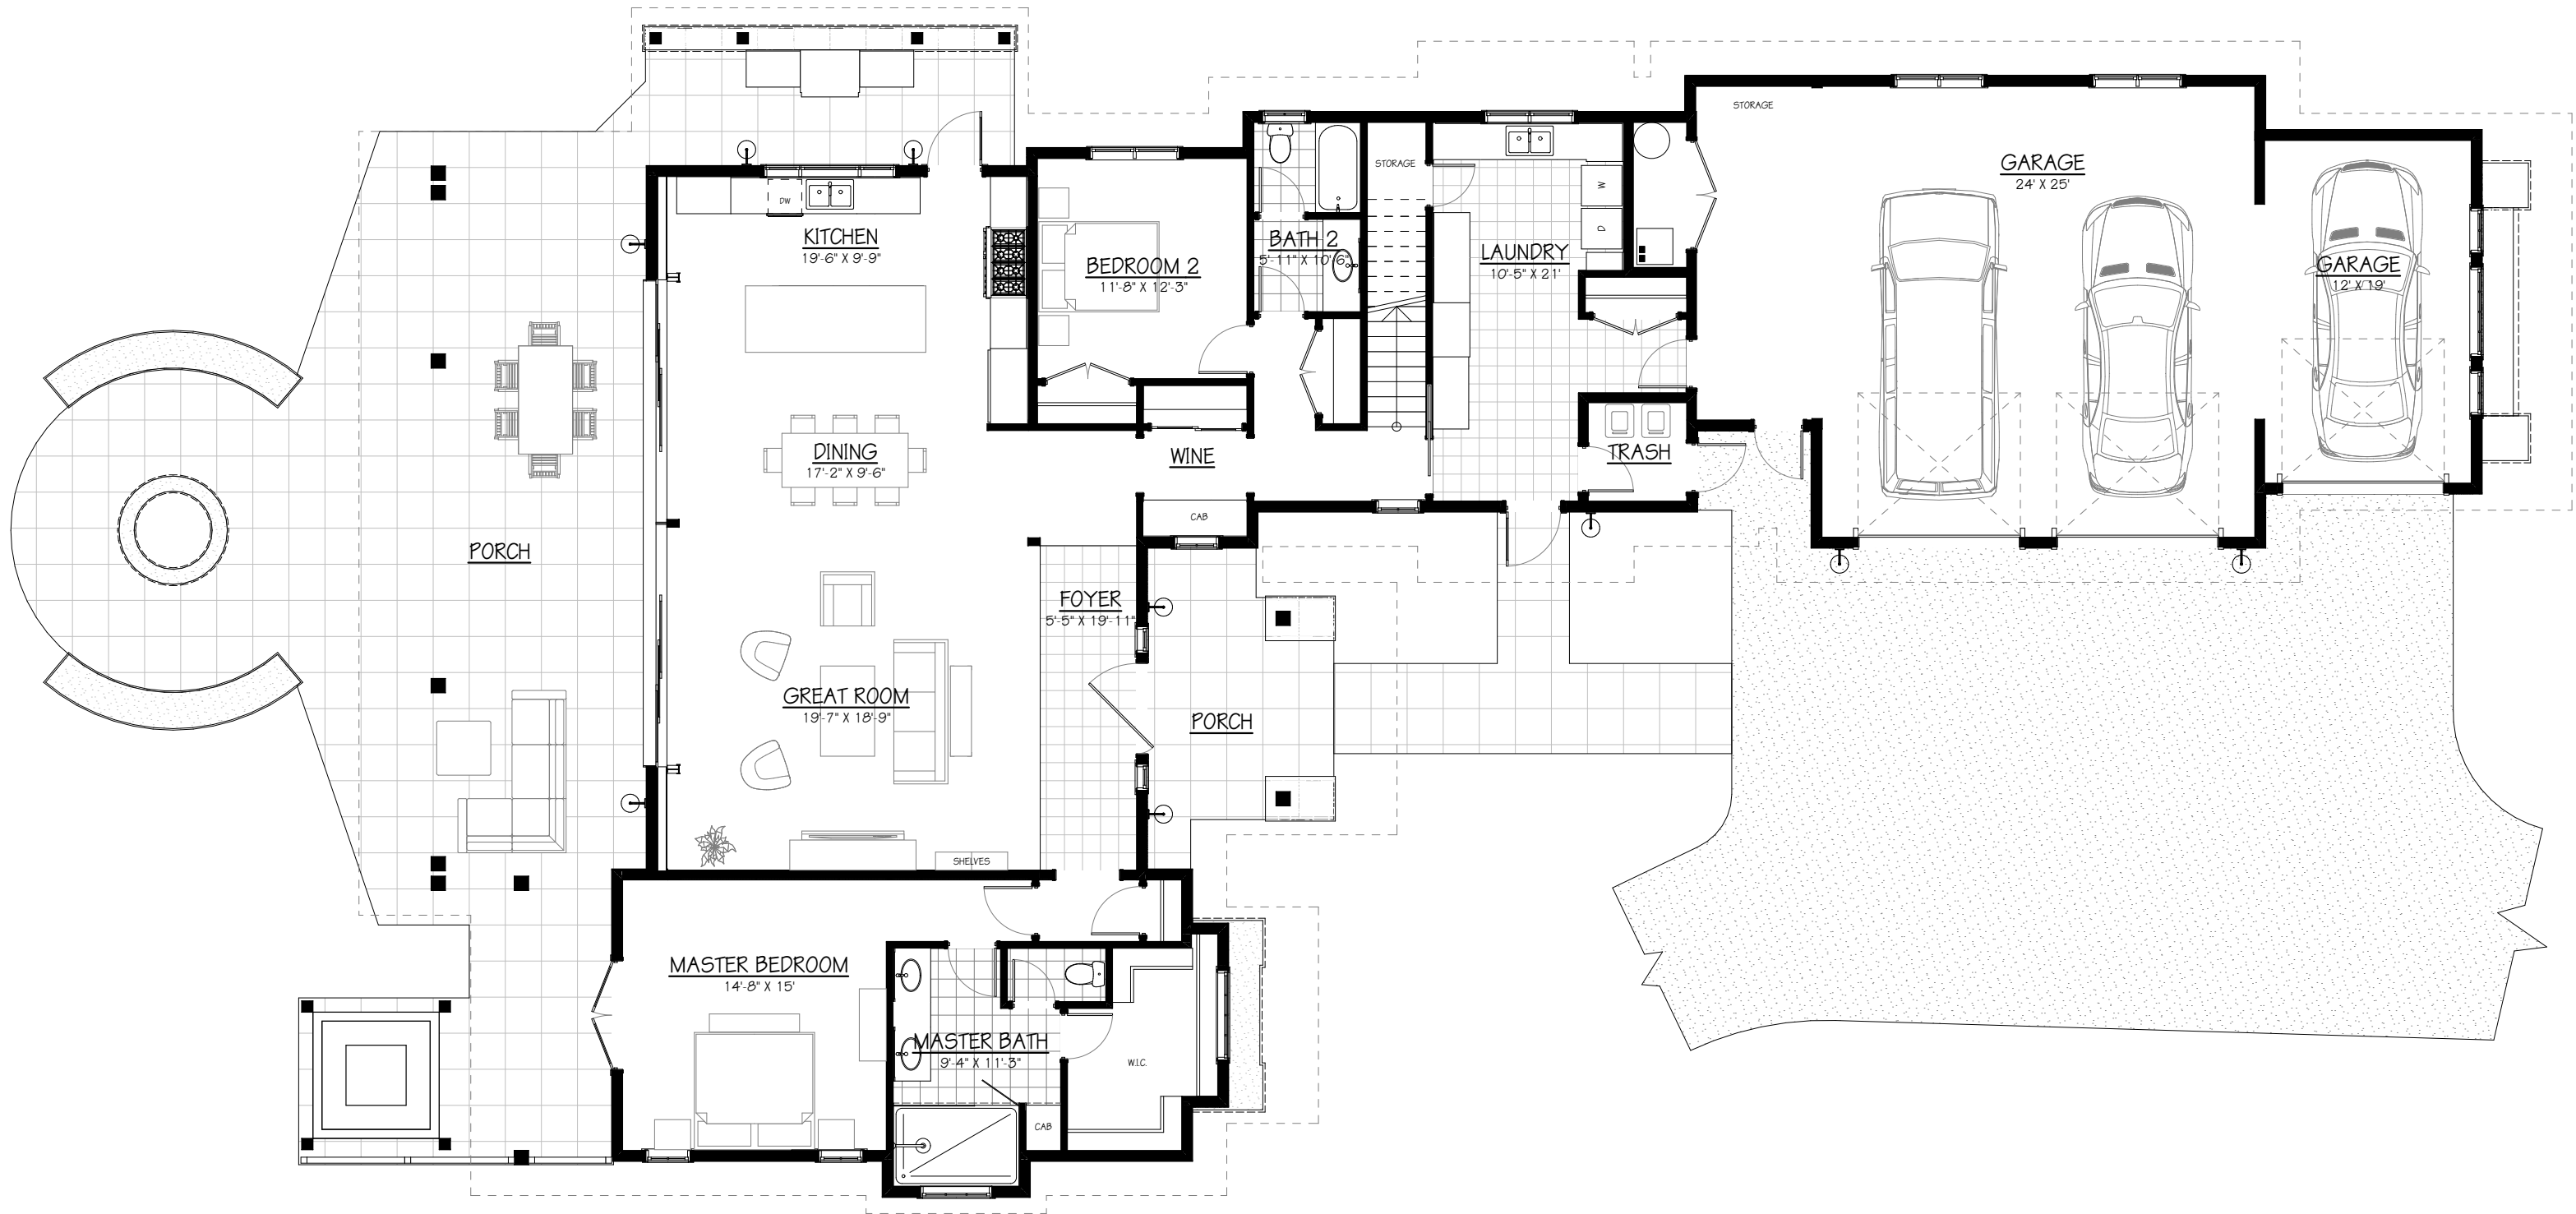 STORAGE
GARAGE
24' X 25'
STORAGE
GARAGE
12' X 19'
DW
W
D
KITCHEN
19'-6" X 9'-9"
BEDROOM 2
11'-8" X 12'-3"
BATH 2
5'-11" X 10'6"
LAUNDRY
10'-5" X 21'
DINING
17'-2" X 9'-6"
WINE
TRASH
CAB
PORCH
FOYER
5'-5" X 19'-11"
GREAT ROOM
19'-7" X 18'-9"
PORCH
SHELVES
MASTER BEDROOM
14'-8" X 15'
MASTER BATH
9'-4" X 11'-3"
W.I.C.
CAB